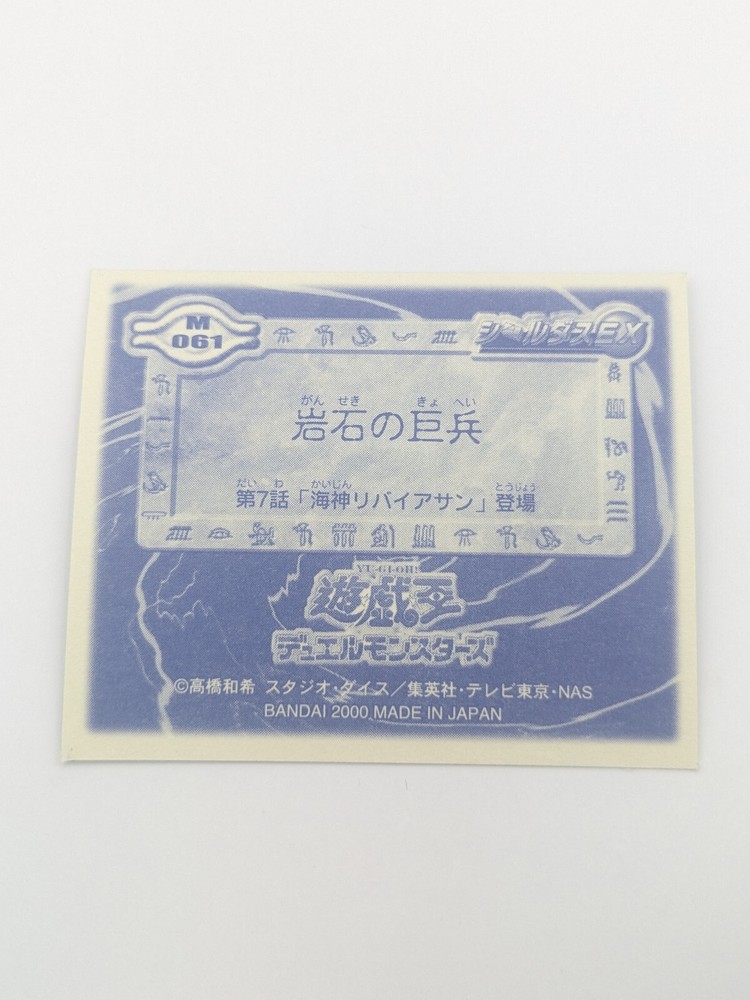 M
061
シールダスEX
がんせき きょへい
岩石の巨兵
だい わ かいじん とうじょう
第7話「海神リバイアサン」登場
YU-GI-OH!
遊戯王
デュエルモンスターズ
©高橋和希 スタジオ・ダイス／集英社・テレビ東京・NAS
BANDAI 2000 MADE IN JAPAN